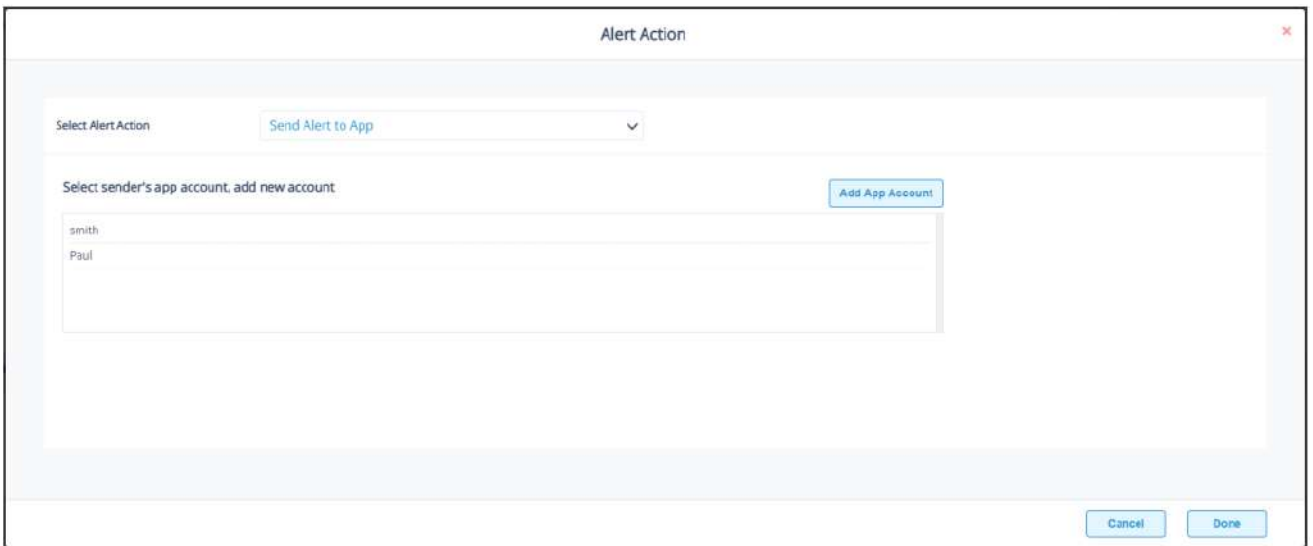 Alert Action
Select Alert Action
Send Alert to App
Select sender's app account, add new account
Add App Account
smith
Paul
Cancel
Done